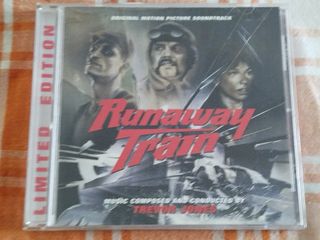 LIMITED EDITION
ORIGINAL MOTION PICTURE SOUNDTRACK
Runaway
Train
MUSIC COMPOSED AND CONDUCTED BY
TREVOR JONES